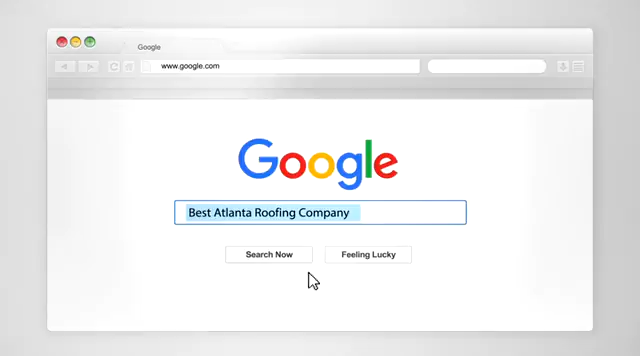 Google
www.google.com
Google
Best Atlanta Roofing Company
Search Now
Feeling Lucky